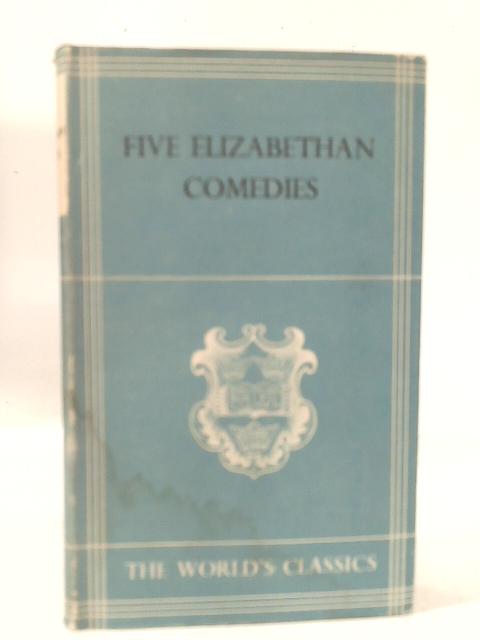 FIVE ELIZABETHAN
COMEDIES
THE WORLD'S CLASSICS